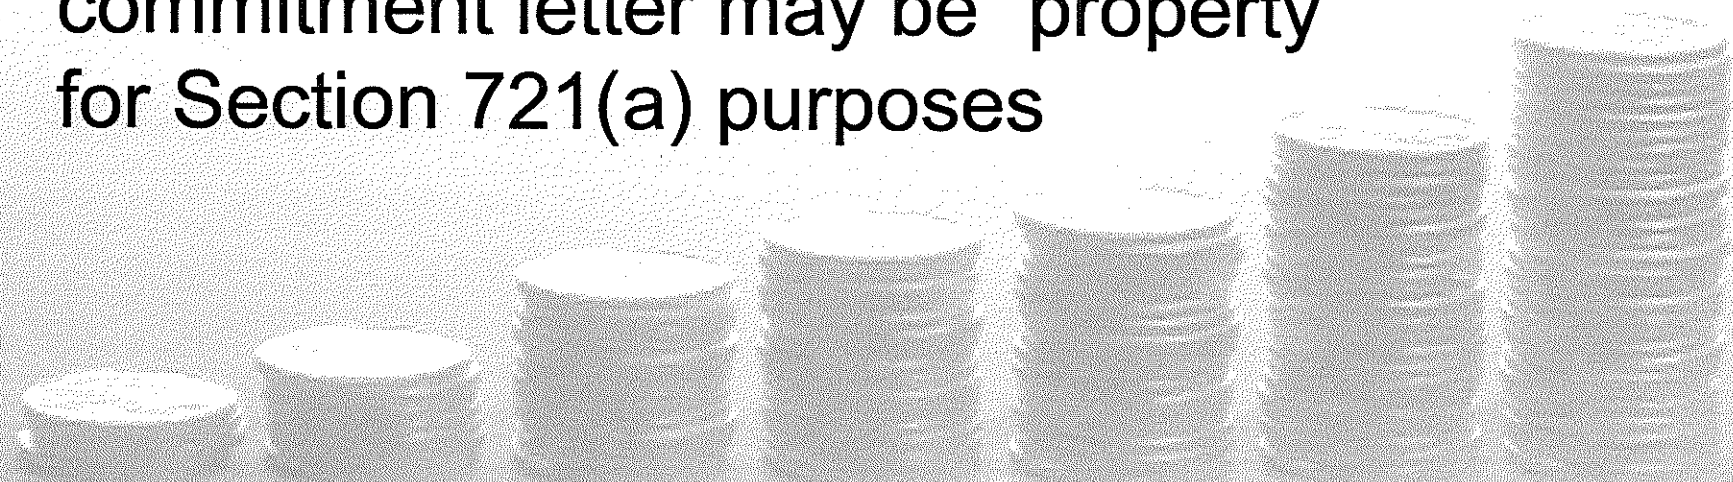 commitment letter may be property
for Section 721(a) purposes